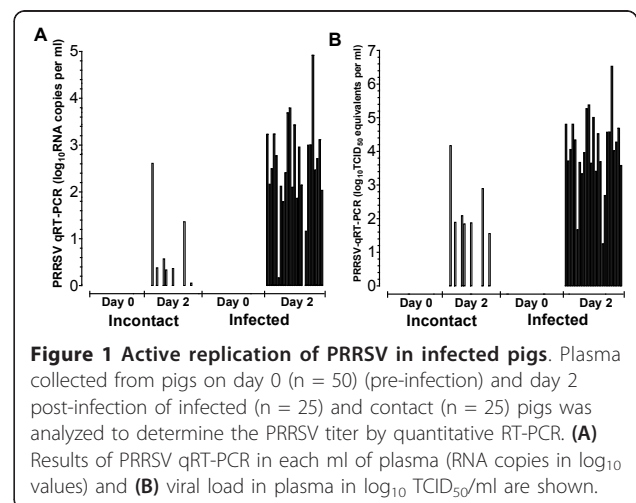 A
B
PRRSV qRT-PCR (log10RNA copies per ml)
5
4
3
2
1
0
Day 0 Day 2 Day 0 Day 2
Incontact Infected
PRRSV-qRT-PCR (log10TCID50 equivalents per ml)
7
6
5
4
3
2
1
0
Day 0 Day 2 Day 0 Day 2
Incontact Infected
Figure 1 Active replication of PRRSV in infected pigs. Plasma
collected from pigs on day 0 (n = 50) (pre-infection) and day 2
post-infection of infected (n = 25) and contact (n = 25) pigs was
analyzed to determine the PRRSV titer by quantitative RT-PCR. (A)
Results of PRRSV qRT-PCR in each ml of plasma (RNA copies in log10
values) and (B) viral load in plasma in log10 TCID50/ml are shown.